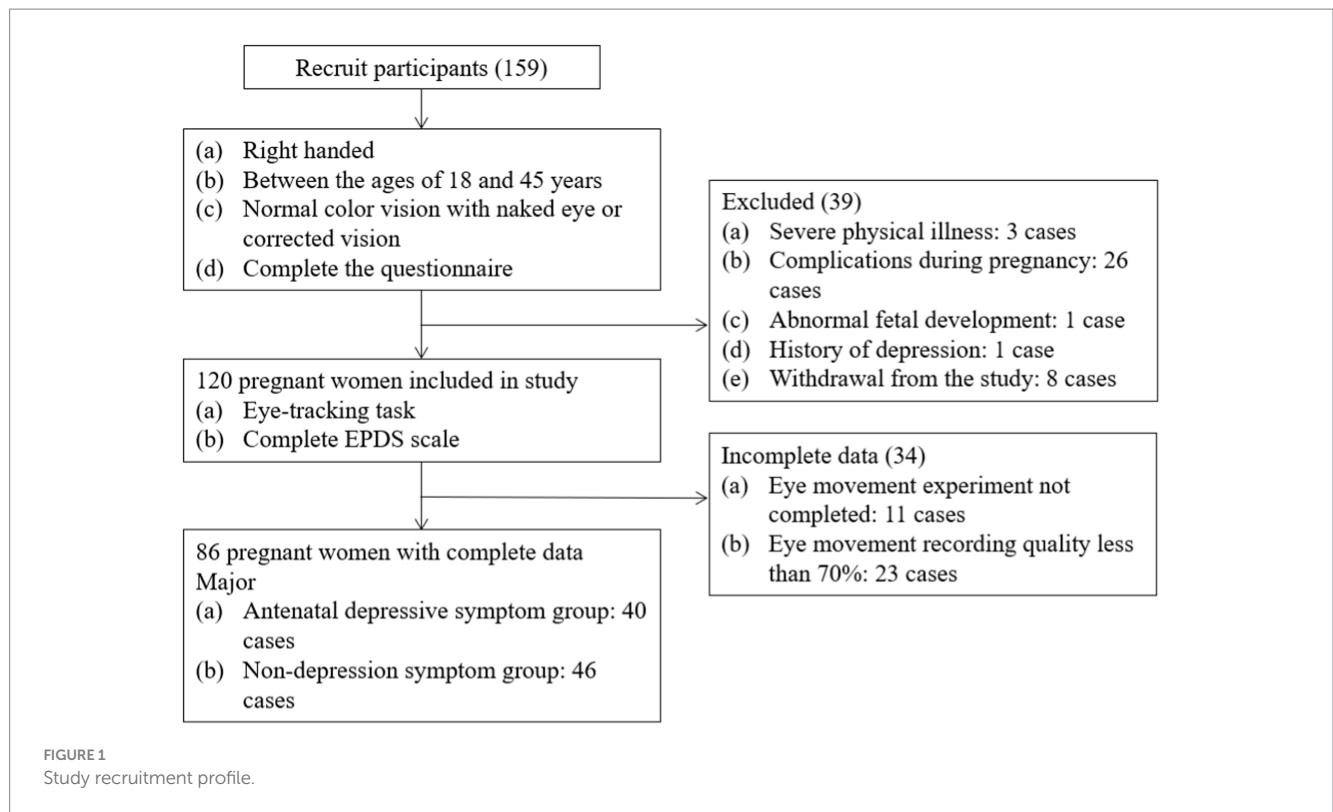 Recruit participants (159)
(a) Right handed
(b) Between the ages of 18 and 45 years
(c) Normal color vision with naked eye or
corrected vision
(d) Complete the questionnaire
Excluded (39)
(a) Severe physical illness: 3 cases
(b) Complications during pregnancy: 26
cases
(c) Abnormal fetal development: 1 case
(d) History of depression: 1 case
(e) Withdrawal from the study: 8 cases
120 pregnant women included in study
(a) Eye-tracking task
(b) Complete EPDS scale
Incomplete data (34)
(a) Eye movement experiment not
completed: 11 cases
(b) Eye movement recording quality less
than 70%: 23 cases
86 pregnant women with complete data
Major
(a) Antenatal depressive symptom group: 40
cases
(b) Non-depression symptom group: 46
cases
FIGURE 1
Study recruitment profile.